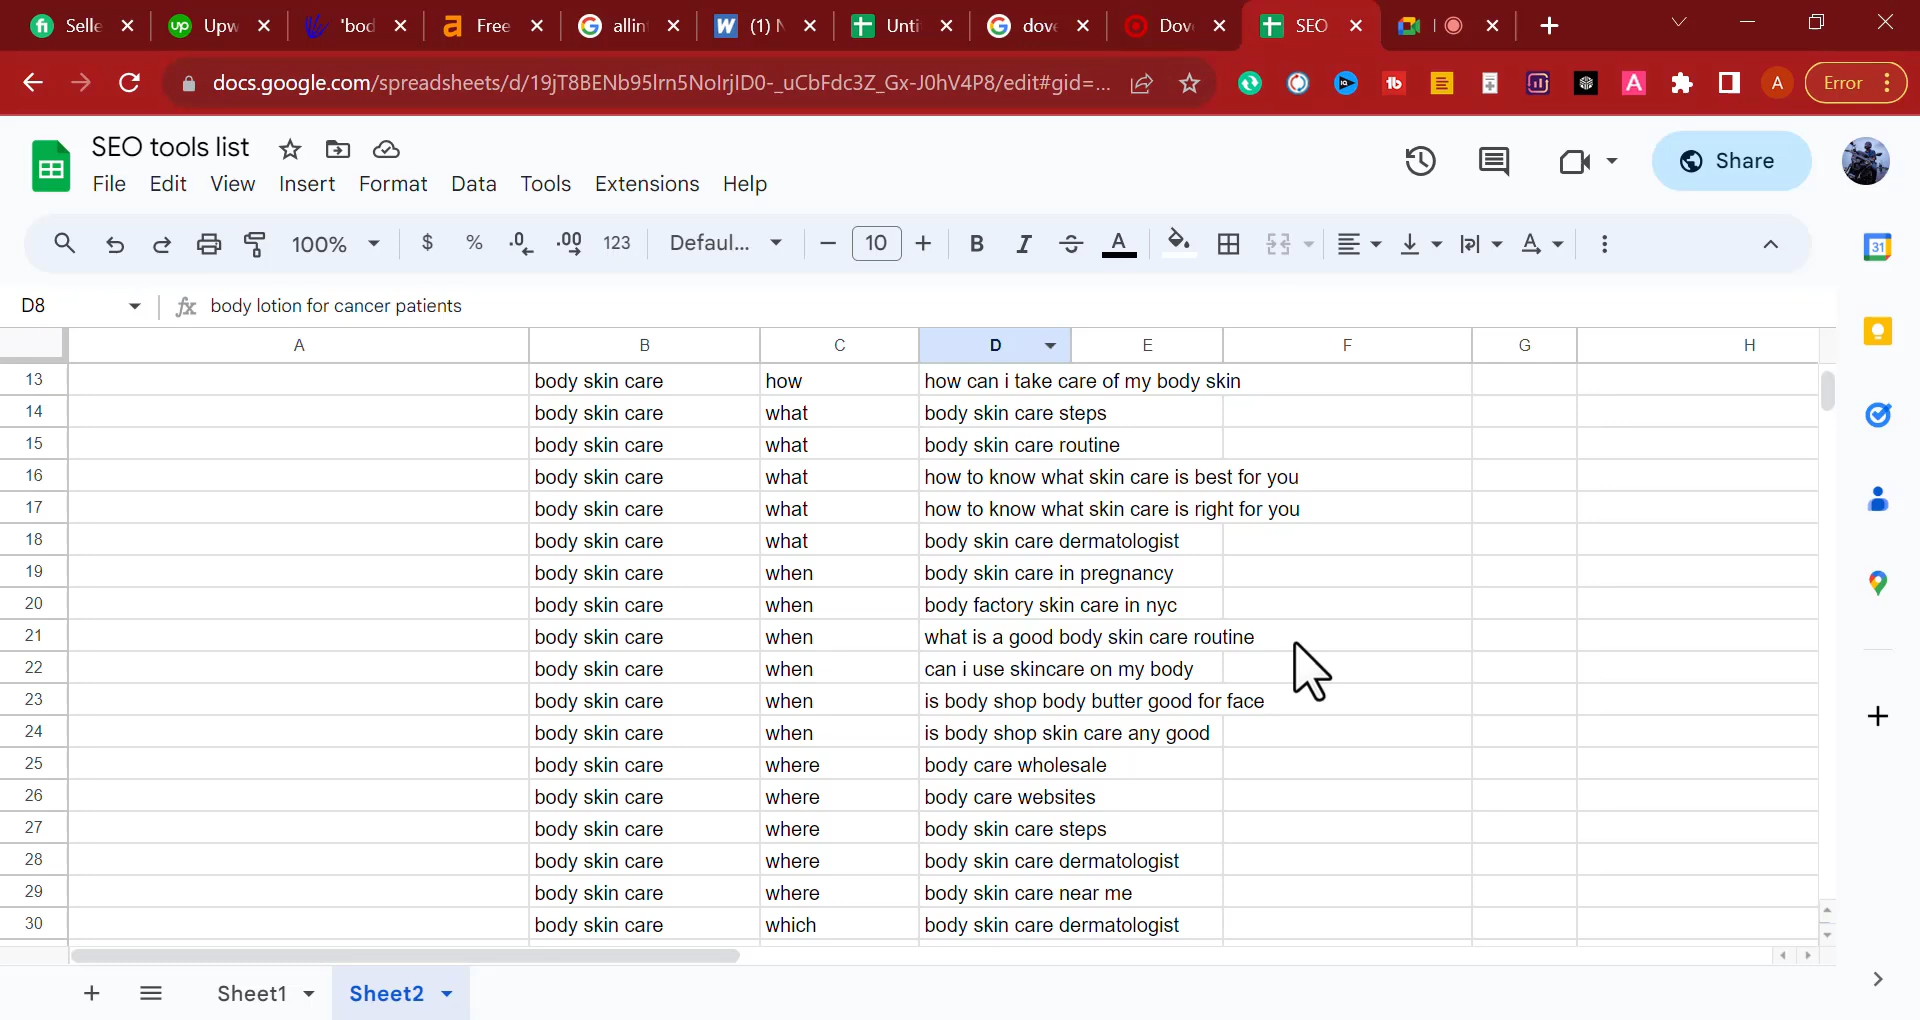 Selle
Upw
'bod
Free
allin
(1) N
Unti
dove
Dov
SEO
docs.google.com/spreadsheets/d/19jT8BENb95lrn5NolrjlD0-_uCbFdc3Z_Gx-J0hV4P8/edit#gid=...
Error
SEO tools list
File Edit View Insert Format Data Tools Extensions Help
Share
100% $ % .0 .00 123 Defaul... 10 B I A
D8 fx body lotion for cancer patients
A B C D E F G H
13 body skin care how how can i take care of my body skin
14 body skin care what body skin care steps
15 body skin care what body skin care routine
16 body skin care what how to know what skin care is best for you
17 body skin care what how to know what skin care is right for you
18 body skin care what body skin care dermatologist
19 body skin care when body skin care in pregnancy
20 body skin care when body factory skin care in nyc
21 body skin care when what is a good body skin care routine
22 body skin care when can i use skincare on my body
23 body skin care when is body shop body butter good for face
24 body skin care when is body shop skin care any good
25 body skin care where body care wholesale
26 body skin care where body care websites
27 body skin care where body skin care steps
28 body skin care where body skin care dermatologist
29 body skin care where body skin care near me
30 body skin care which body skin care dermatologist
Sheet1 Sheet2